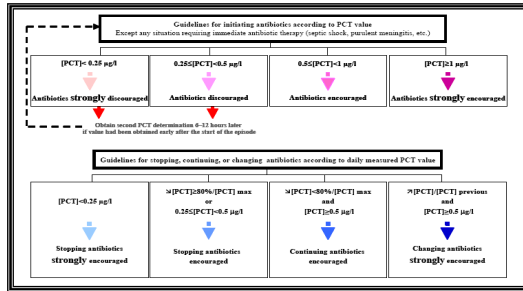 Guidelines for initiating antibiotics according to PCT value
Except any situation requiring immediate antibiotic therapy (septic shock, purulent meningitis, etc.)
[PCT]< 0.25 µg/l
Antibiotics strongly discouraged
0.25≤[PCT]<0.5 µg/l
Antibiotics discouraged
0.5≤[PCT]<1 µg/l
Antibiotics encouraged
[PCT]≥1 µg/l
Antibiotics strongly encouraged
Obtain second PCT determination 6–12 hours later
if value had been obtained early after the start of the episode
Guidelines for stopping, continuing, or changing antibiotics according to daily measured PCT value
[PCT]<0.25 µg/l
Stopping antibiotics
strongly encouraged
↘[PCT]≥80%/[PCT] max
or
0.25≤[PCT]<0.5 µg/l
Stopping antibiotics
encouraged
↘[PCT]<80%/[PCT] max
and
[PCT]≥0.5 µg/l
Continuing antibiotics
encouraged
↗[PCT]/[PCT] previous
and
[PCT]≥0.5 µg/l
Changing antibiotics
strongly encouraged